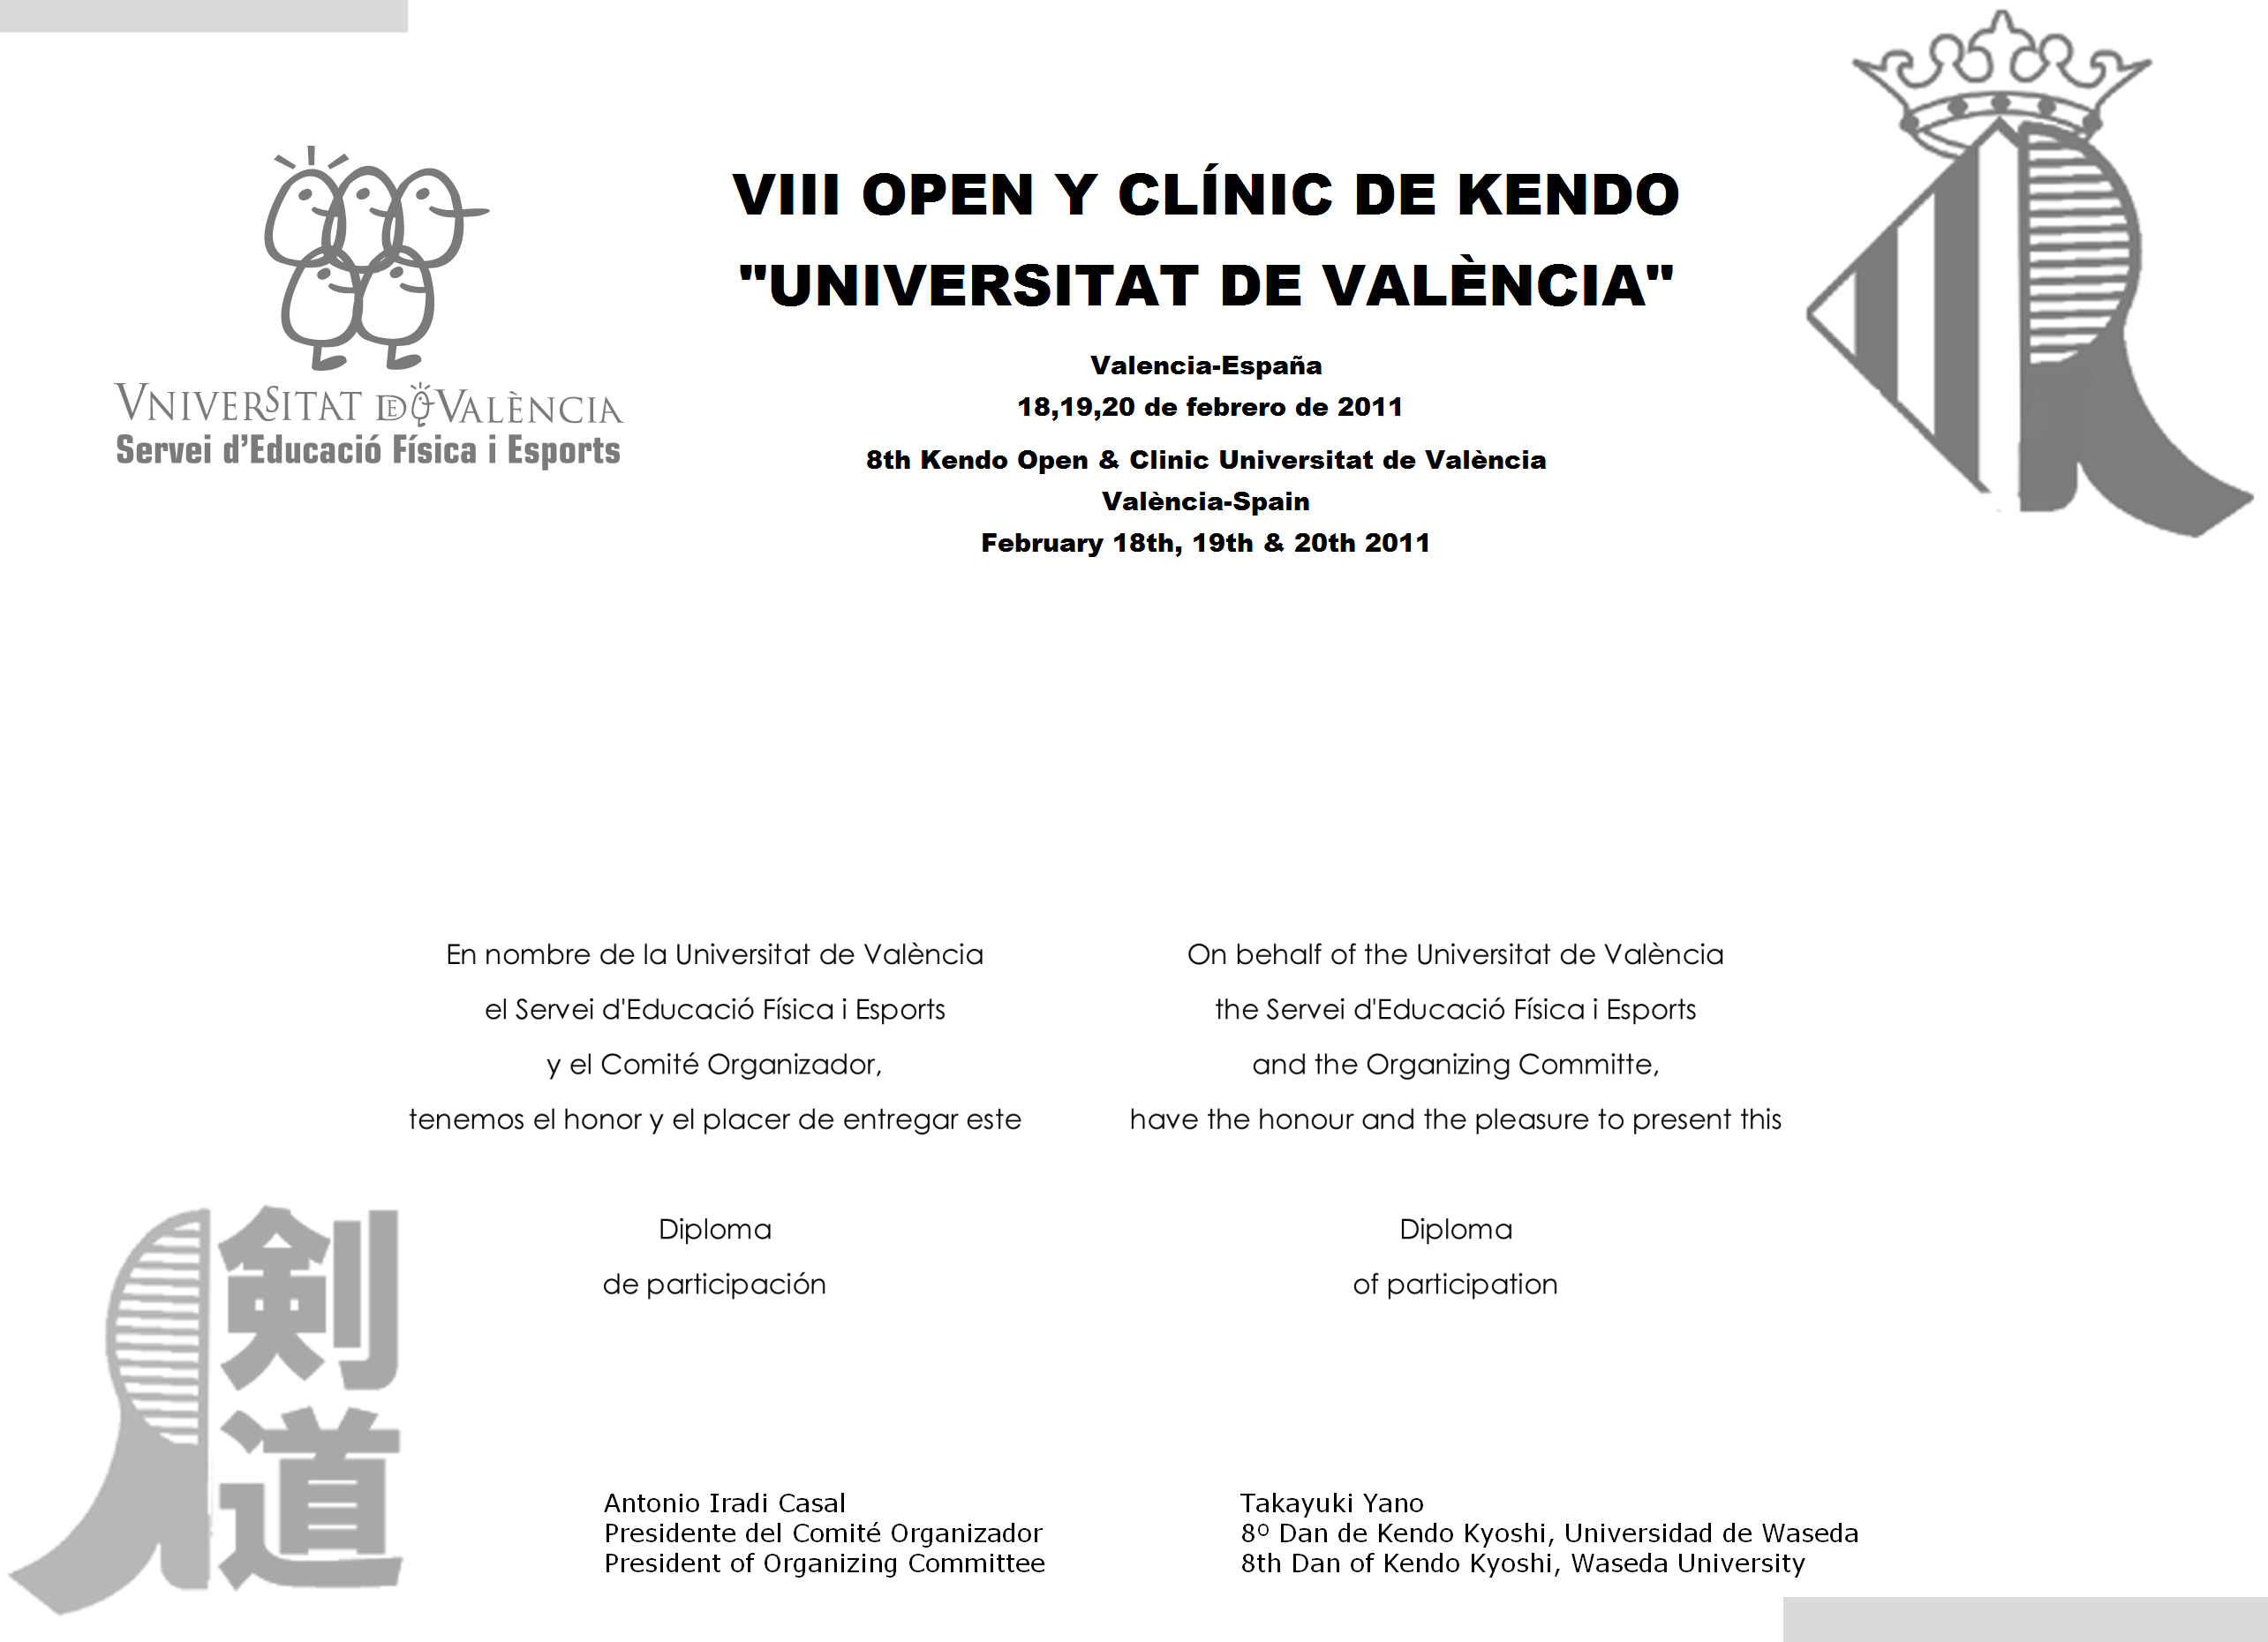 VIII OPEN Y CLÍNIC DE KENDO
"UNIVERSITAT DE VALÈNCIA"
Valencia-España
18,19,20 de febrero de 2011
8th Kendo Open & Clinic Universitat de València
València-Spain
February 18th, 19th & 20th 2011
VNIVERSITAT DE VALÈNCIA
Servei d'Educació Física i Esports
En nombre de la Universitat de València
el Servei d'Educació Física i Esports
y el Comité Organizador,
tenemos el honor y el placer de entregar este
Diploma
de participación
On behalf of the Universitat de València
the Servei d'Educació Física i Esports
and the Organizing Committe,
have the honour and the pleasure to present this
Diploma
of participation
剣道
Antonio Iradi Casal
Presidente del Comité Organizador
President of Organizing Committee
Takayuki Yano
8º Dan de Kendo Kyoshi, Universidad de Waseda
8th Dan of Kendo Kyoshi, Waseda University